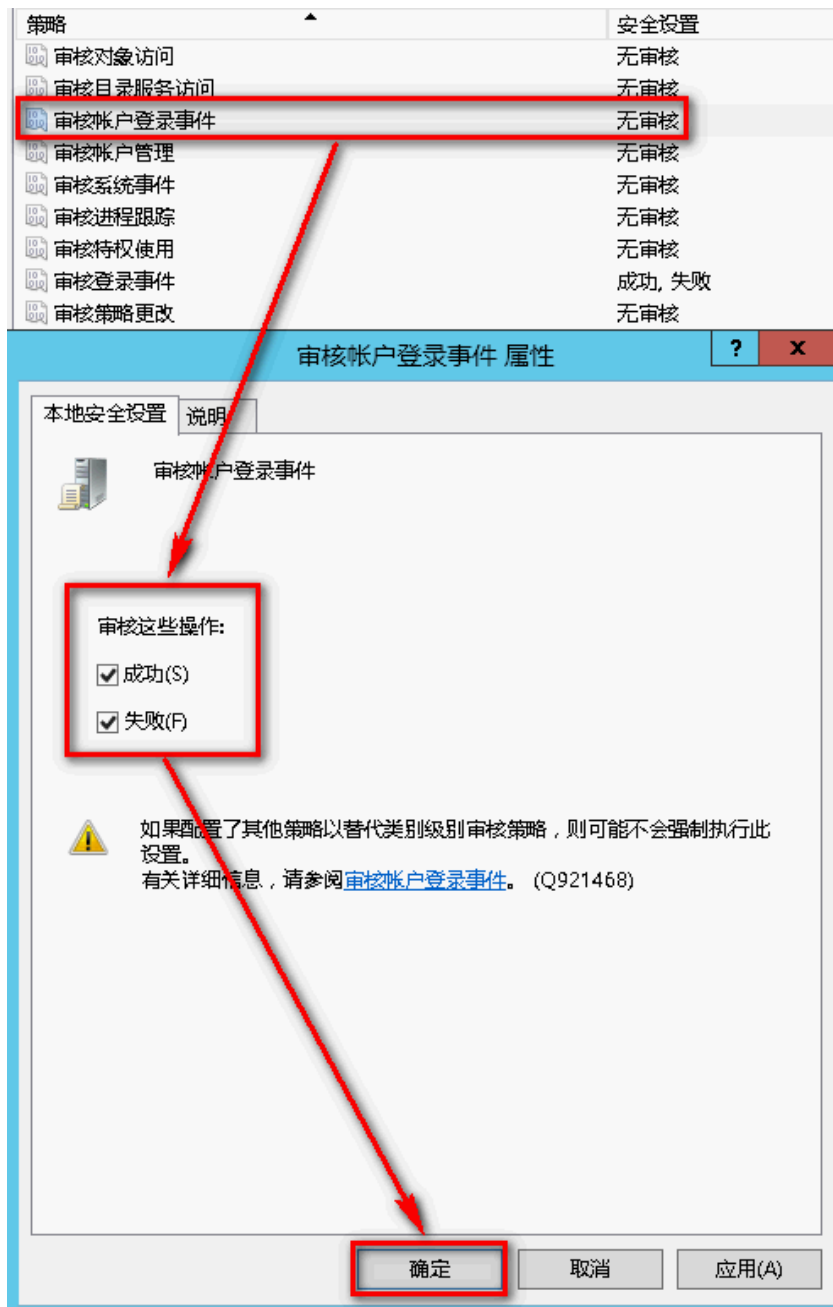 策略 安全设置
审核对象访问 无审核
审核目录服务访问 无审核
审核帐户登录事件 无审核
审核帐户管理 无审核
审核系统事件 无审核
审核进程跟踪 无审核
审核特权使用 无审核
审核登录事件 成功, 失败
审核策略更改 无审核
审核帐户登录事件 属性 ? x
本地安全设置 说明
审核帐户登录事件
审核这些操作:
成功(S)
失败(F)
如果配置了其他策略以替代类别级别审核策略，则可能不会强制执行此
设置。
有关详细信息，请参阅审核帐户登录事件。 (Q921468)
确定 取消 应用(A)